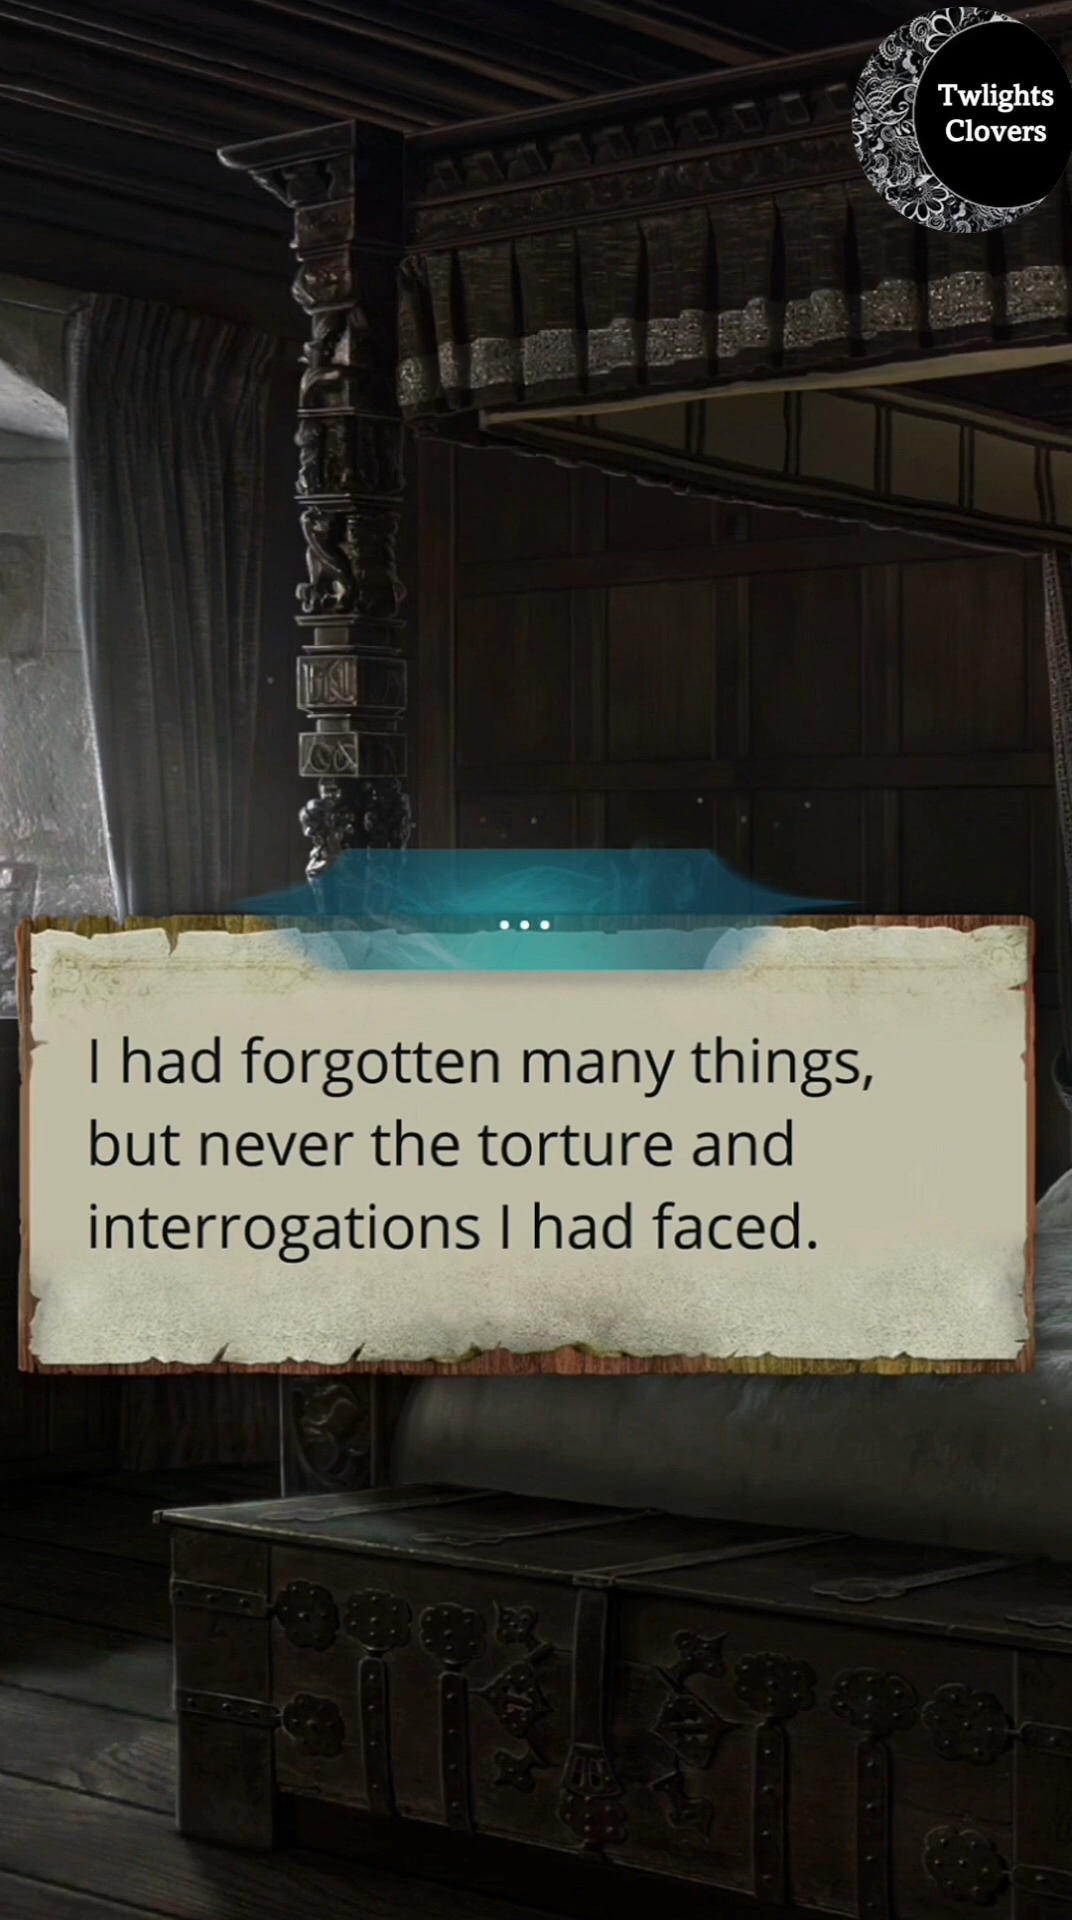 Twlights
Clovers
...
I had forgotten many things,
but never the torture and
interrogations I had faced.